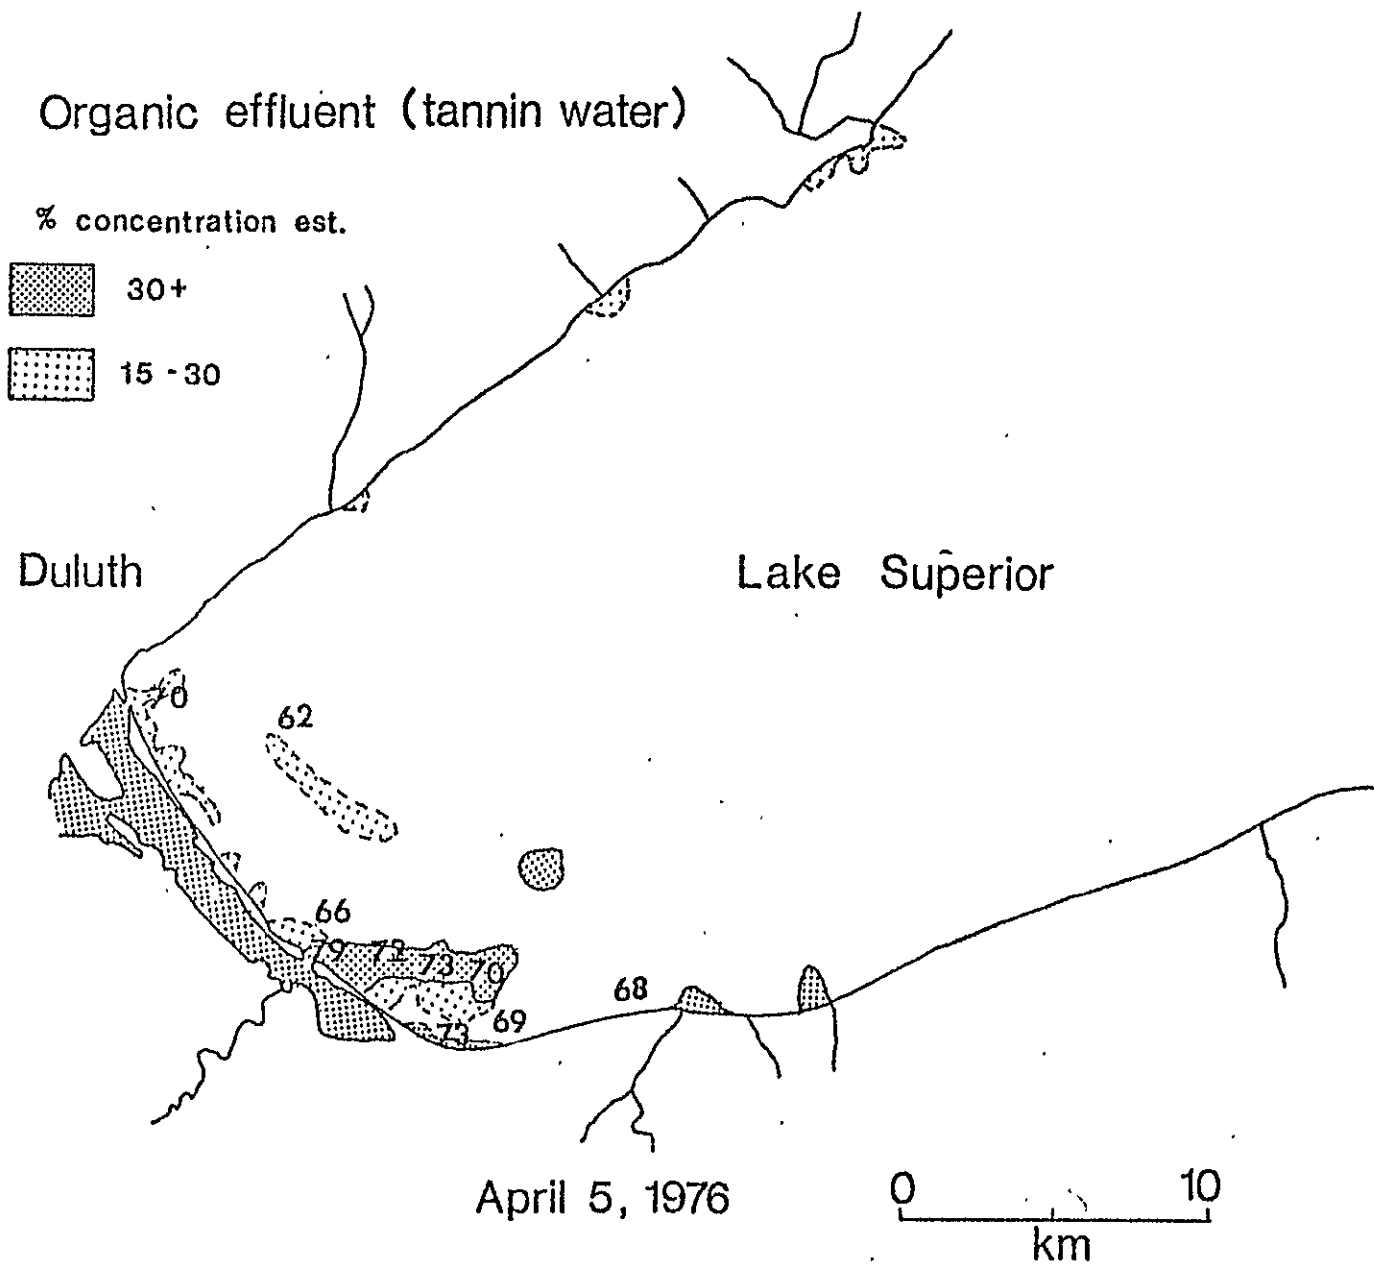 Organic effluent (tannin water)
% concentration est.
30+
15 - 30
Duluth
Lake Superior
70
62
66
79 72 73 70
68
73 69
April 5, 1976
0 10
km